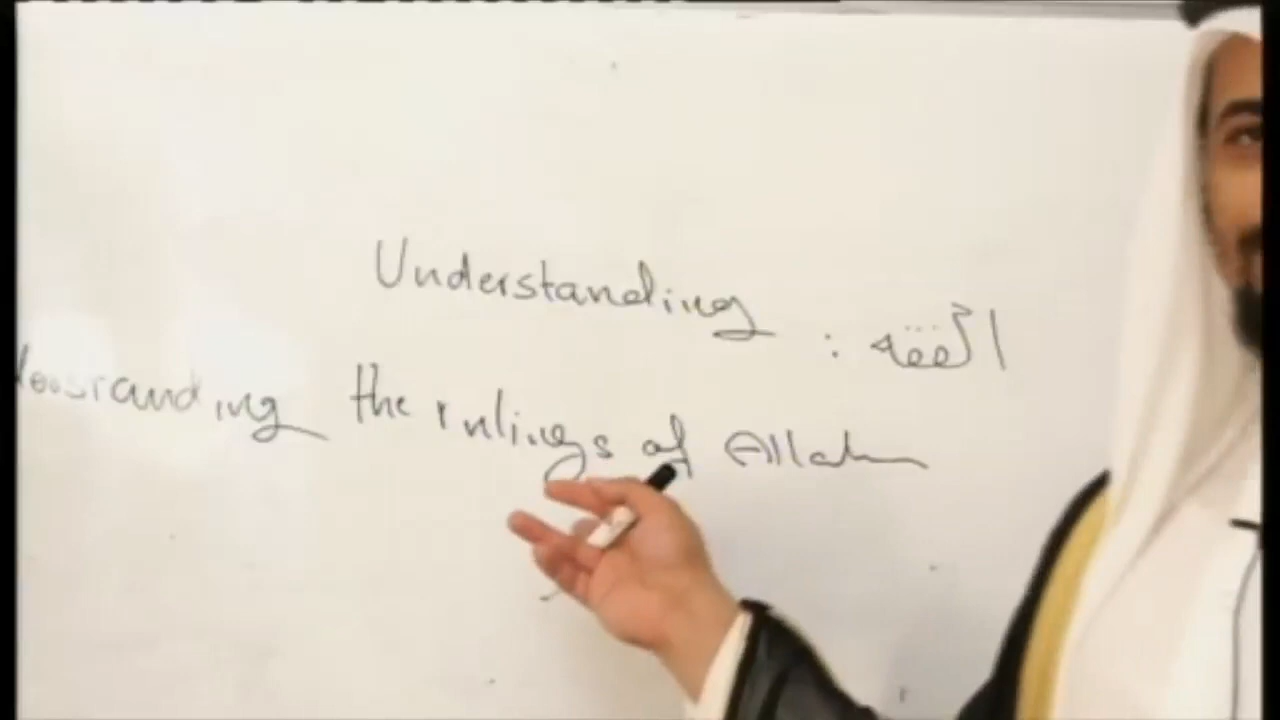 Understanding : الفقه
the rulings of Allah